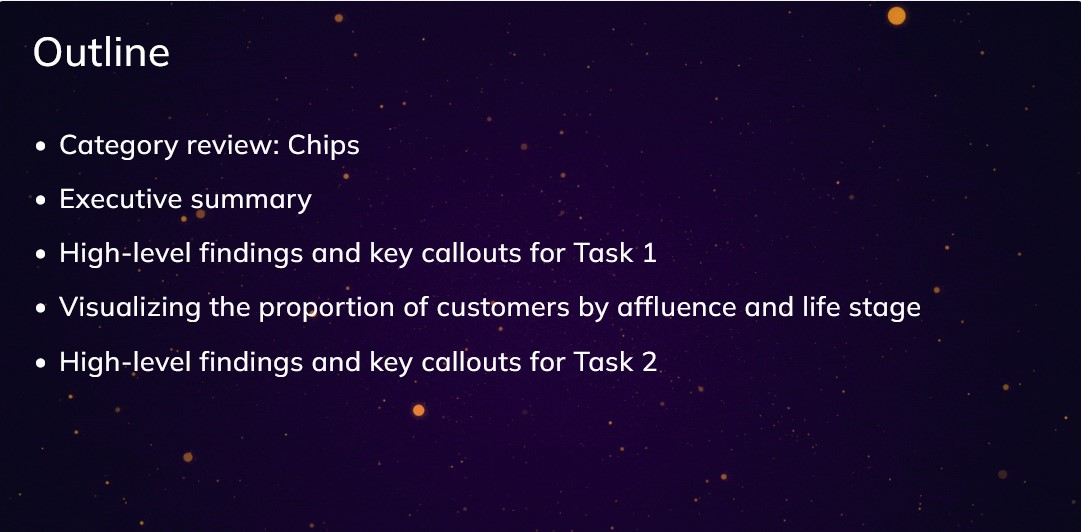 Outline
• Category review: Chips
• Executive summary
• High-level findings and key callouts for Task 1
• Visualizing the proportion of customers by affluence and life stage
• High-level findings and key callouts for Task 2